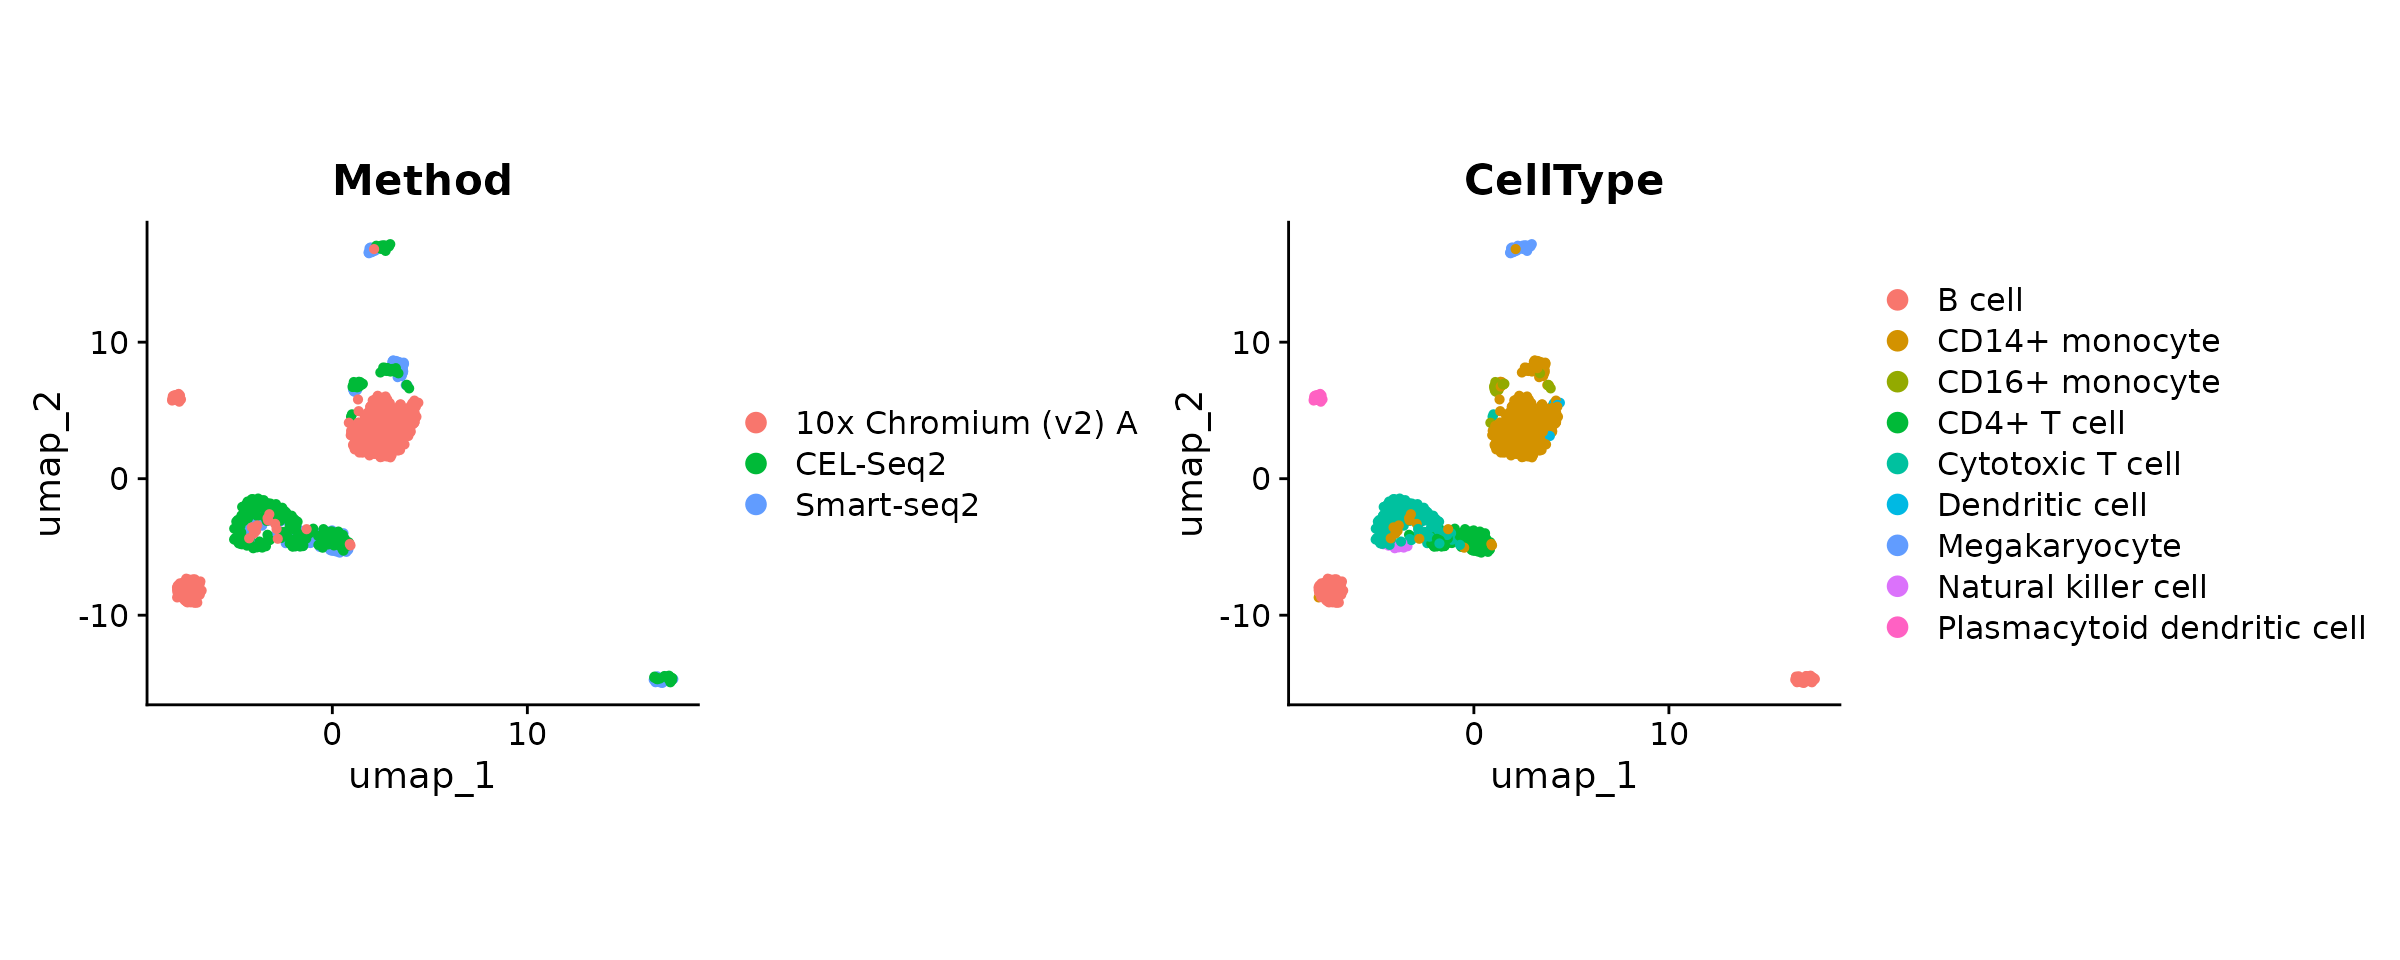 Method
umap_2
10
0
-10
0
10
umap_1
10x Chromium (v2) A
CEL-Seq2
Smart-seq2
CellType
umap_2
10
0
-10
0
10
umap_1
B cell
CD14+ monocyte
CD16+ monocyte
CD4+ T cell
Cytotoxic T cell
Dendritic cell
Megakaryocyte
Natural killer cell
Plasmacytoid dendritic cell